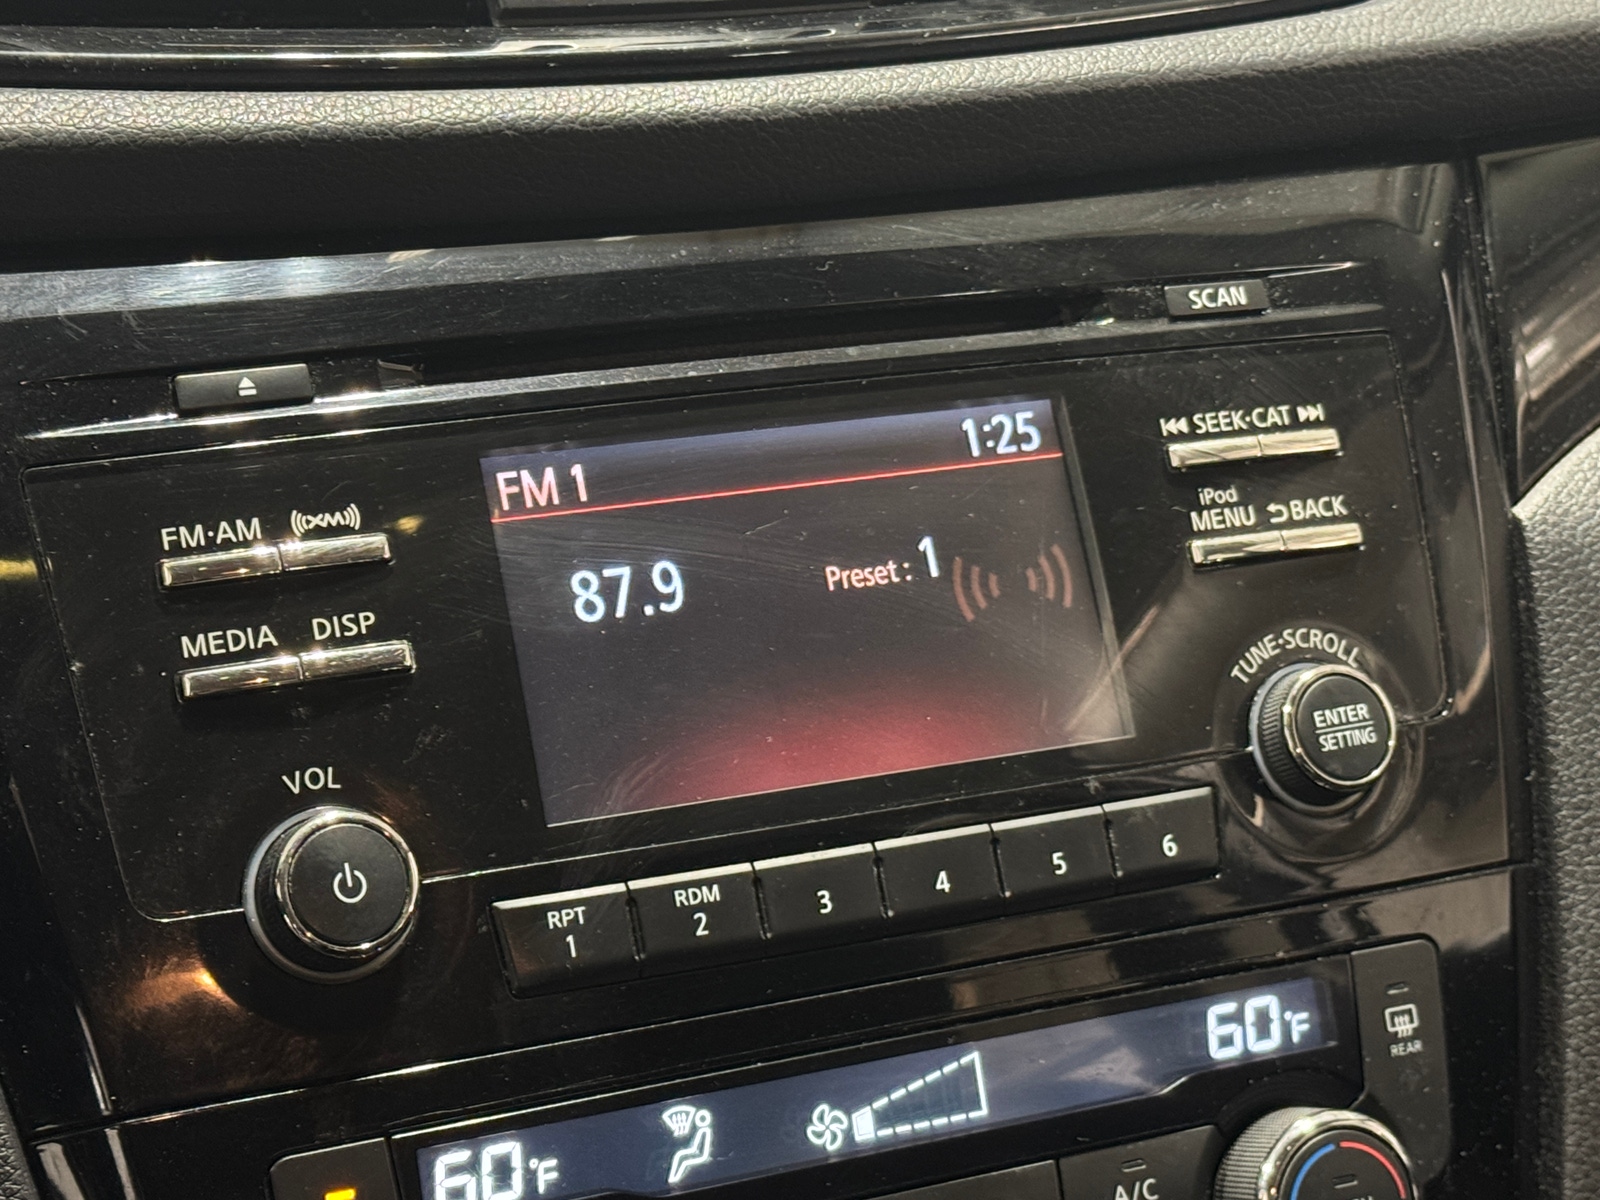 SCAN
SEEK·CAT
FM 1
1:25
iPod
MENU BACK
FM·AM XM
87.9
Preset : 1
MEDIA DISP
TUNE·SCROLL
ENTER
SETTING
VOL
RPT
1
RDM
2
3
4
5
6
60°F
REAR
60°F
A/C